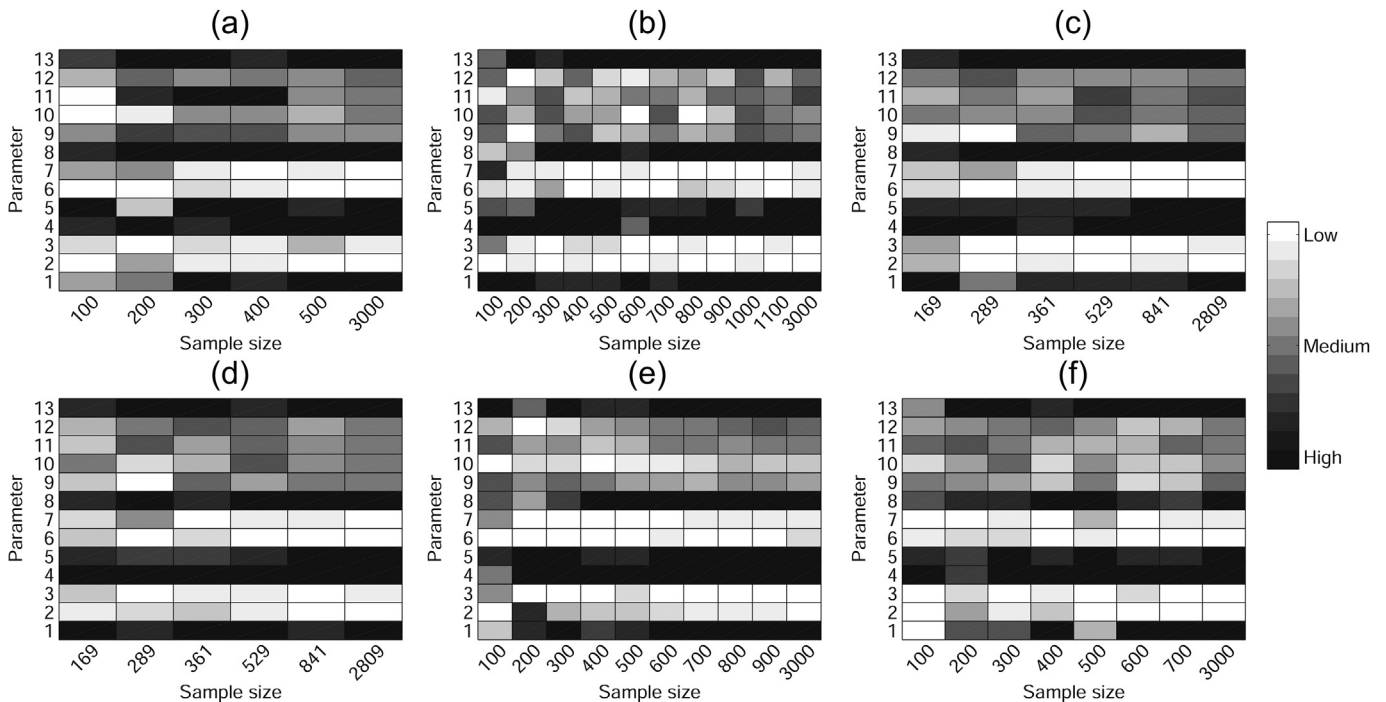 (a)
(b)
(c)
Parameter
13
12
11
10
9
8
7
6
5
4
3
2
1
100 200 300 400 500 3000
Sample size
13
12
11
10
9
8
7
6
5
4
3
2
1
100 200 300 400 500 600 700 800 900 1000 1100 3000
Sample size
Parameter
13
12
11
10
9
8
7
6
5
4
3
2
1
169 289 361 529 841 2809
Sample size
Low
Medium
High
(d)
(e)
(f)
Parameter
13
12
11
10
9
8
7
6
5
4
3
2
1
169 289 361 529 841 2809
Sample size
Parameter
13
12
11
10
9
8
7
6
5
4
3
2
1
100 200 300 400 500 600 700 800 900 3000
Sample size
Parameter
13
12
11
10
9
8
7
6
5
4
3
2
1
100 200 300 400 500 600 700 3000
Sample size
Parameter